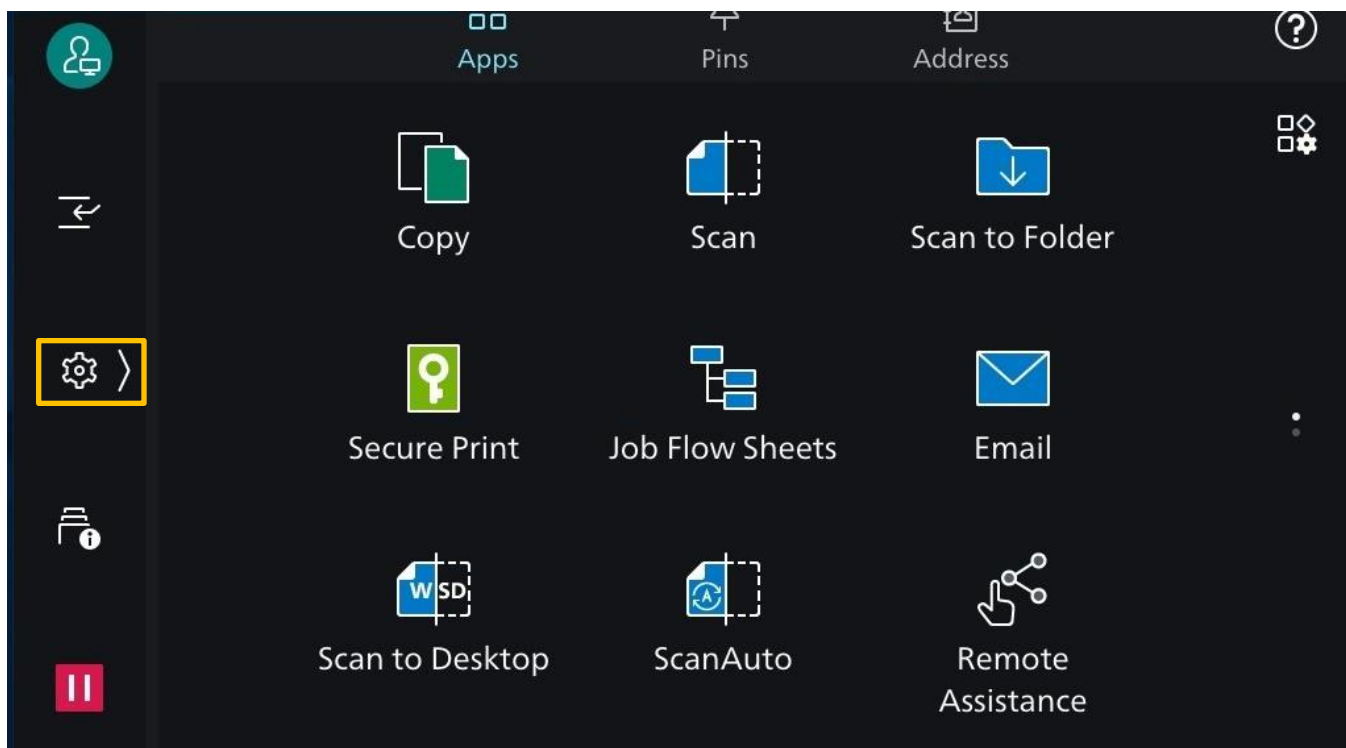 Apps Pins Address
?
Copy Scan Scan to Folder
Secure Print Job Flow Sheets Email
i
W SD
A
Scan to Desktop ScanAuto Remote
Assistance